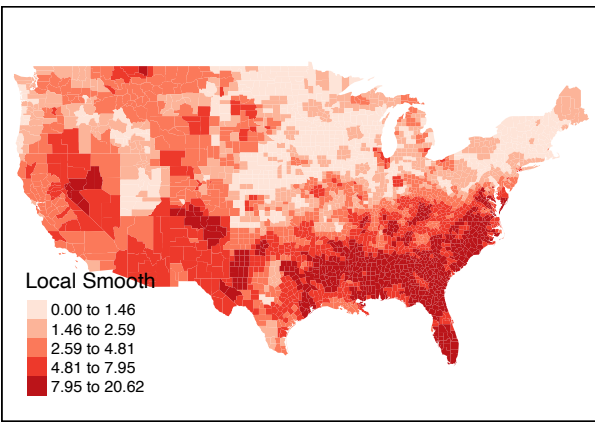 Local Smooth
0.00 to 1.46
1.46 to 2.59
2.59 to 4.81
4.81 to 7.95
7.95 to 20.62